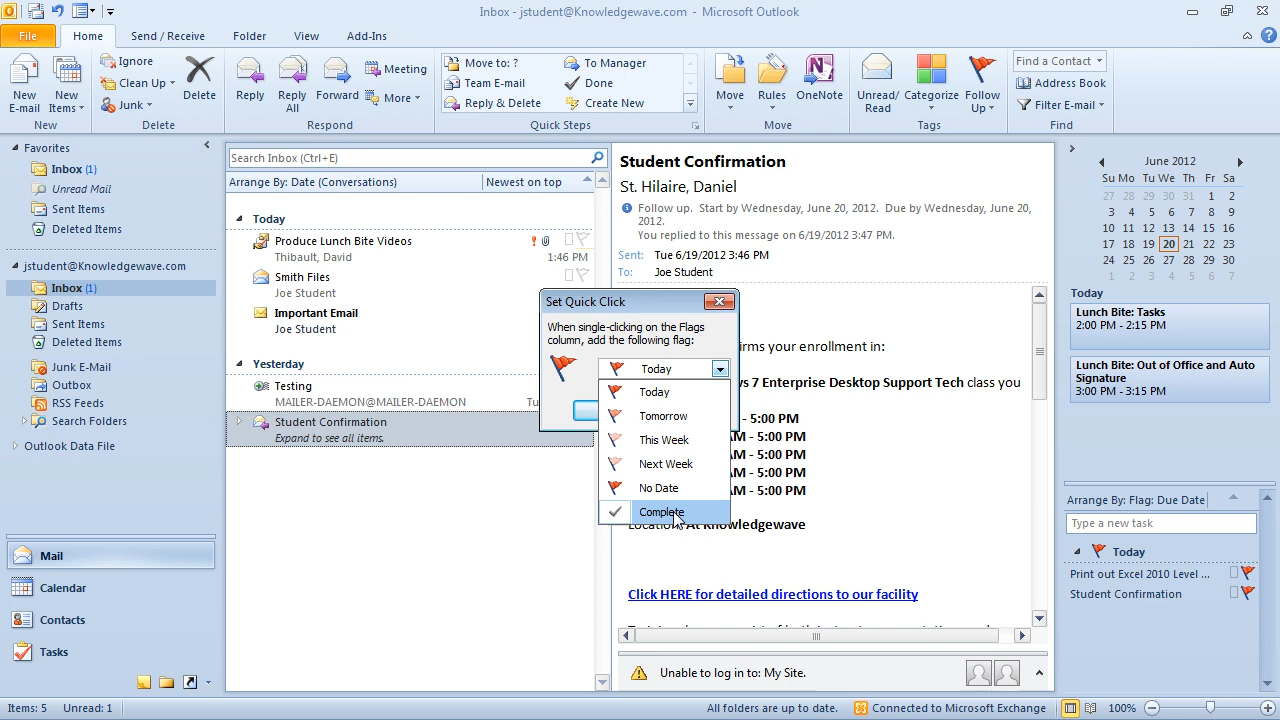 Inbox - jstudent@Knowledgewave.com - Microsoft Outlook
File Home Send / Receive Folder View Add-Ins
New E-mail
New Items
Ignore
Clean Up
Junk
Delete
Reply
Reply All
Forward
Meeting
More
Move to: ?
Team E-mail
Reply & Delete
To Manager
Done
Create New
Move
Rules
OneNote
Unread/ Read
Categorize
Follow Up
Find a Contact
Address Book
Filter E-mail
New Delete Respond Quick Steps Move Tags Find
Favorites
Inbox (1)
Unread Mail
Sent Items
Deleted Items
jstudent@Knowledgewave.com
Inbox (1)
Drafts
Sent Items
Deleted Items
Junk E-Mail
Outbox
RSS Feeds
Search Folders
Outlook Data File
Mail
Calendar
Contacts
Tasks
Search Inbox (Ctrl+E)
Arrange By: Date (Conversations) Newest on top
Today
Produce Lunch Bite Videos
Thibault, David 1:46 PM
Smith Files
Joe Student
Important Email
Joe Student
Yesterday
Testing
MAILER-DAEMON@MAILER-DAEMON
Student Confirmation
Expand to see all items.
Student Confirmation
St. Hilaire, Daniel
Follow up. Start by Wednesday, June 20, 2012. Due by Wednesday, June 20,
2012.
You replied to this message on 6/19/2012 3:47 PM.
Sent: Tue 6/19/2012 3:46 PM
To: Joe Student
Set Quick Click
When single-clicking on the Flags
column, add the following flag:
Today
Today
Tomorrow
This Week
Next Week
No Date
Complete
your enrollment in:
7 Enterprise Desktop Support Tech class you
- 5:00 PM
AM - 5:00 PM
AM - 5:00 PM
AM - 5:00 PM
AM - 5:00 PM
At Knowledgewave
Click HERE for detailed directions to our facility
Unable to log in to: My Site.
June 2012
Su Mo Tu We Th Fr Sa
27 28 29 30 31 1 2
3 4 5 6 7 8 9
10 11 12 13 14 15 16
17 18 19 20 21 22 23
24 25 26 27 28 29 30
1 2 3 4 5 6 7
Today
Lunch Bite: Tasks
2:00 PM - 2:15 PM
Lunch Bite: Out of Office and Auto
Signature
3:00 PM - 3:15 PM
Arrange By: Flag: Due Date
Type a new task
Today
Print out Excel 2010 Level ...
Student Confirmation
Items: 5 Unread: 1 All folders are up to date. Connected to Microsoft Exchange 100%